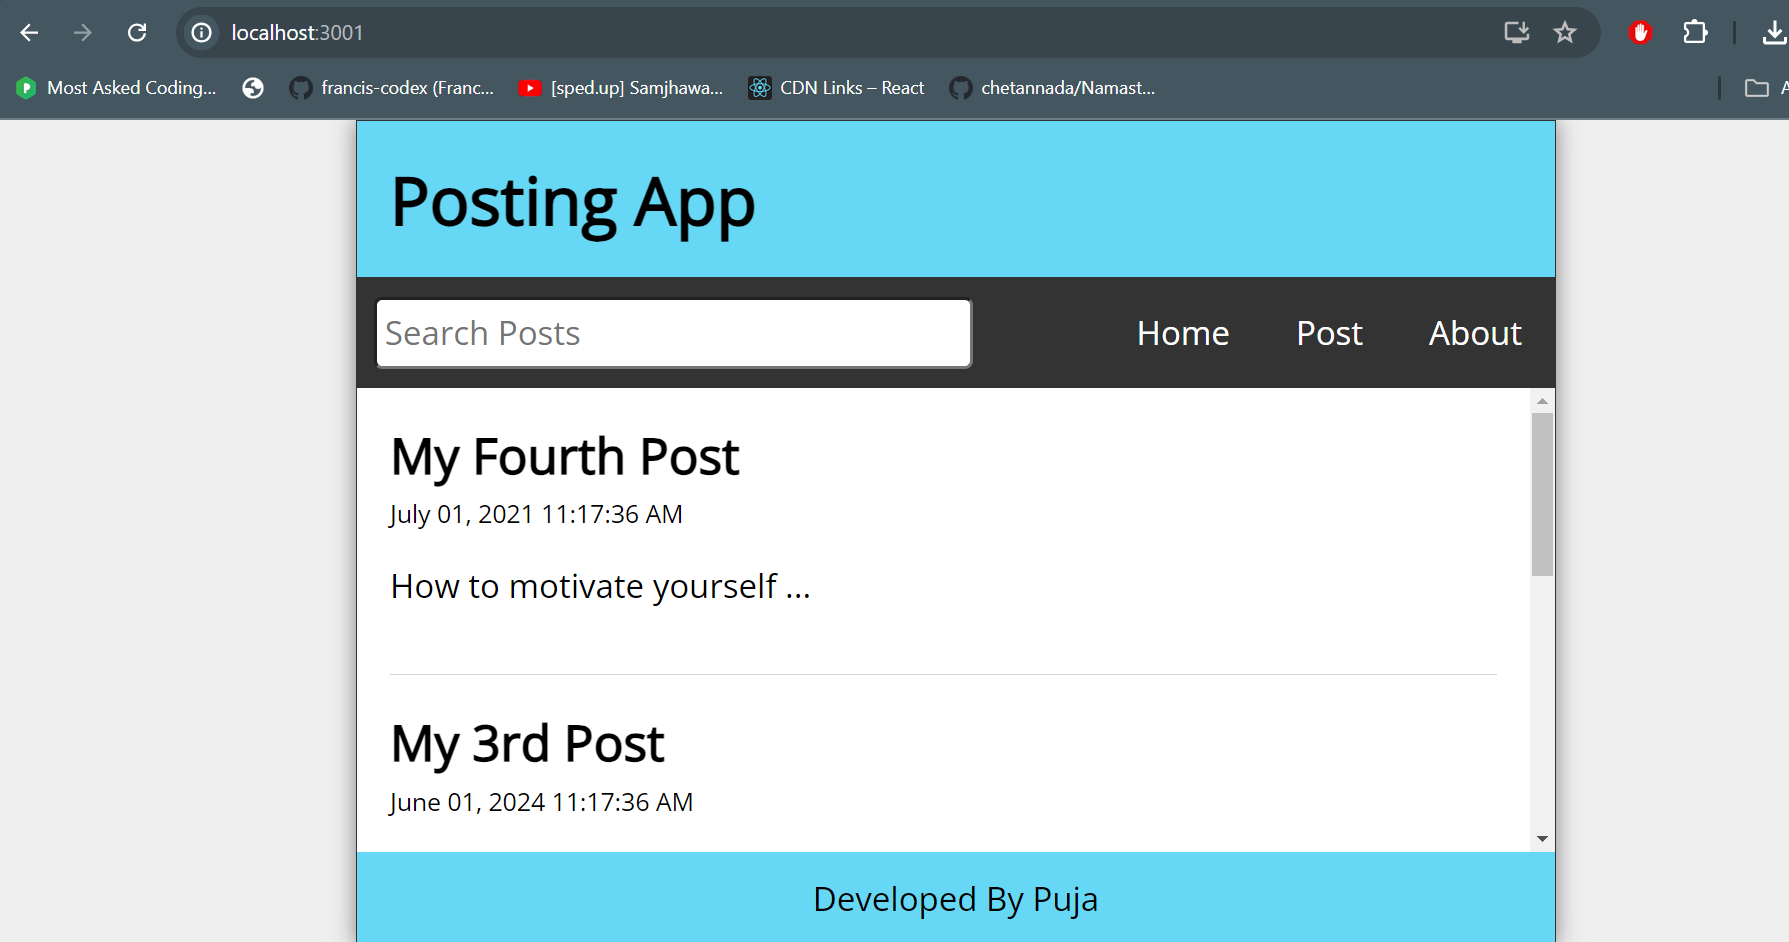 localhost:3001
Most Asked Coding... francis-codex (Franc... [sped.up] Samjhawa... CDN Links – React chetannada/Namast...
Posting App
Search Posts Home Post About
My Fourth Post
July 01, 2021 11:17:36 AM
How to motivate yourself ...
My 3rd Post
June 01, 2024 11:17:36 AM
Developed By Puja